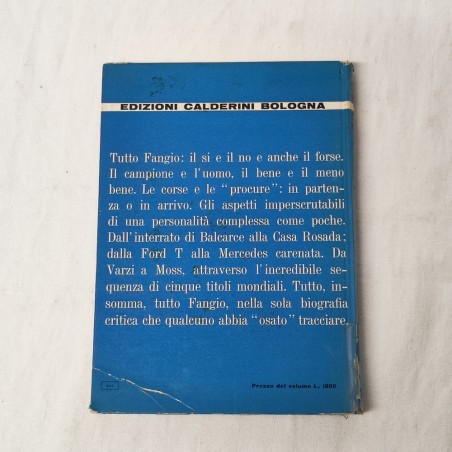 EDIZIONI CALDERINI BOLOGNA
Tutto Fangio: il si e il no e anche il forse.
Il campione e l'uomo, il bene e il meno
bene. Le corse e le "procure": in parten-
za o in arrivo. Gli aspetti imperscrutabili
di una personalità complessa come poche.
Dall'interrato di Balcarce alla Casa Rosada;
dalla Ford T alla Mercedes carenata. Da
Varzi a Moss, attraverso l'incredibile se-
quenza di cinque titoli mondiali. Tutto, in-
somma, tutto Fangio, nella sola biografia
critica che qualcuno abbia "osato" tracciare.
Prezzo del volume L.